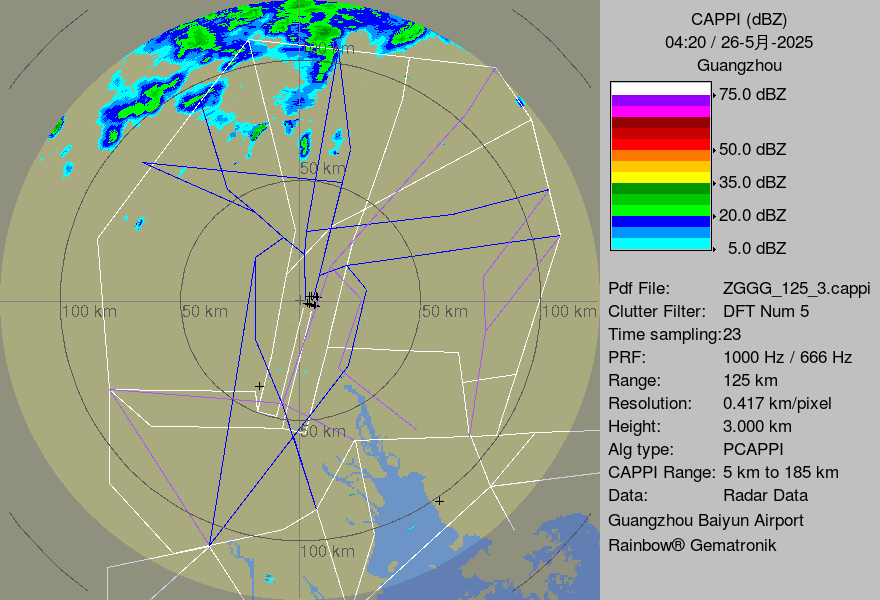 CAPPI (dBZ)
04:20 / 26-5月-2025
Guangzhou
75.0 dBZ
50.0 dBZ
35.0 dBZ
20.0 dBZ
5.0 dBZ
Pdf File: ZGGG_125_3.cappi
Clutter Filter: DFT Num 5
Time sampling:23
PRF: 1000 Hz / 666 Hz
Range: 125 km
Resolution: 0.417 km/pixel
Height: 3.000 km
Alg type: PCAPPI
CAPPI Range: 5 km to 185 km
Data: Radar Data
Guangzhou Baiyun Airport
Rainbow® Gematronik
100 km
50 km
100 km
50 km
50 km
100 km
50 km
100 km